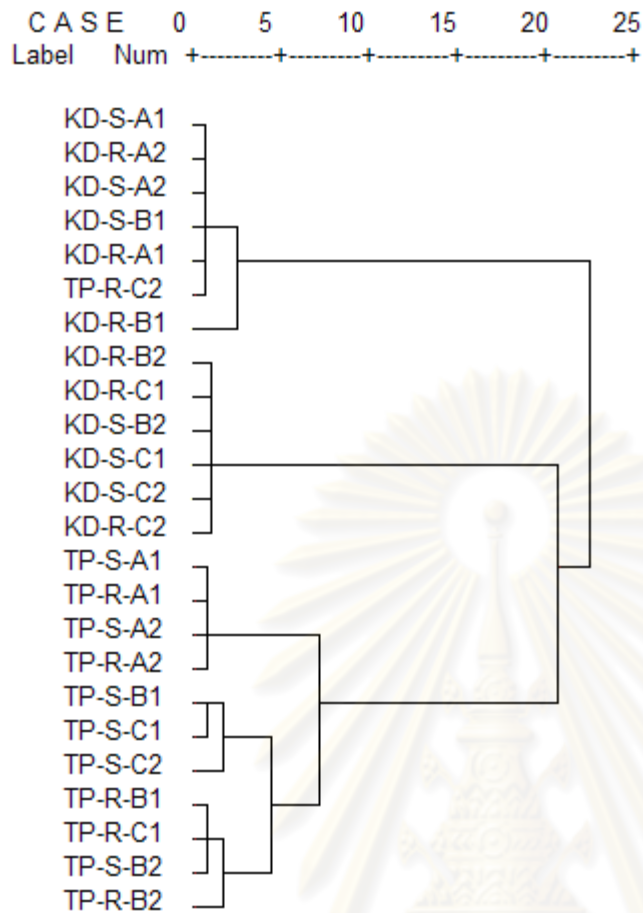 C A S E 0 5 10 15 20 25
Label Num +---------+---------+---------+---------+---------+
KD-S-A1
KD-R-A2
KD-S-A2
KD-S-B1
KD-R-A1
TP-R-C2
KD-R-B1
KD-R-B2
KD-R-C1
KD-S-B2
KD-S-C1
KD-S-C2
KD-R-C2
TP-S-A1
TP-R-A1
TP-S-A2
TP-R-A2
TP-S-B1
TP-S-C1
TP-S-C2
TP-R-B1
TP-R-C1
TP-S-B2
TP-R-B2